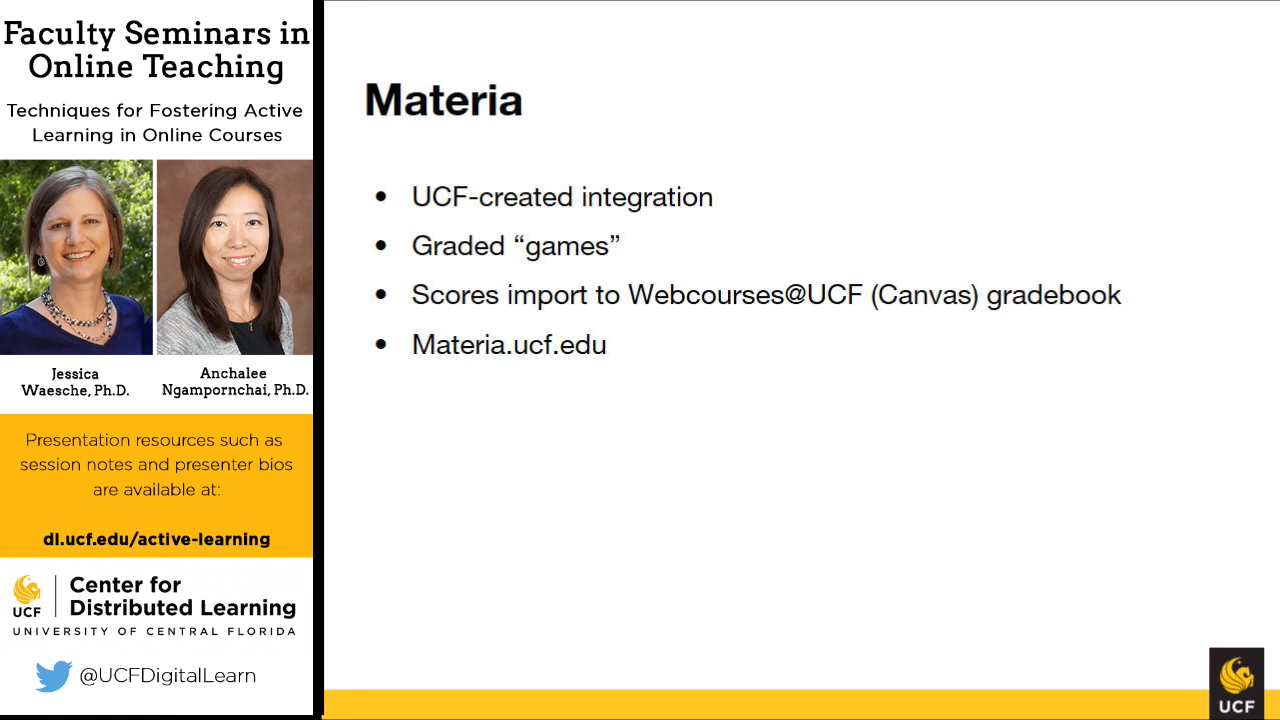 Faculty Seminars in
Online Teaching
Techniques for Fostering Active
Learning in Online Courses
Jessica
Waesche, Ph.D.
Anchalee
Ngampornchai, Ph.D.
Presentation resources such as
session notes and presenter bios
are available at:
dl.ucf.edu/active-learning
UCF
Center for
Distributed Learning
UNIVERSITY OF CENTRAL FLORIDA
@UCFDigitalLearn
Materia
• UCF-created integration
• Graded “games”
• Scores import to Webcourses@UCF (Canvas) gradebook
• Materia.ucf.edu
UCF